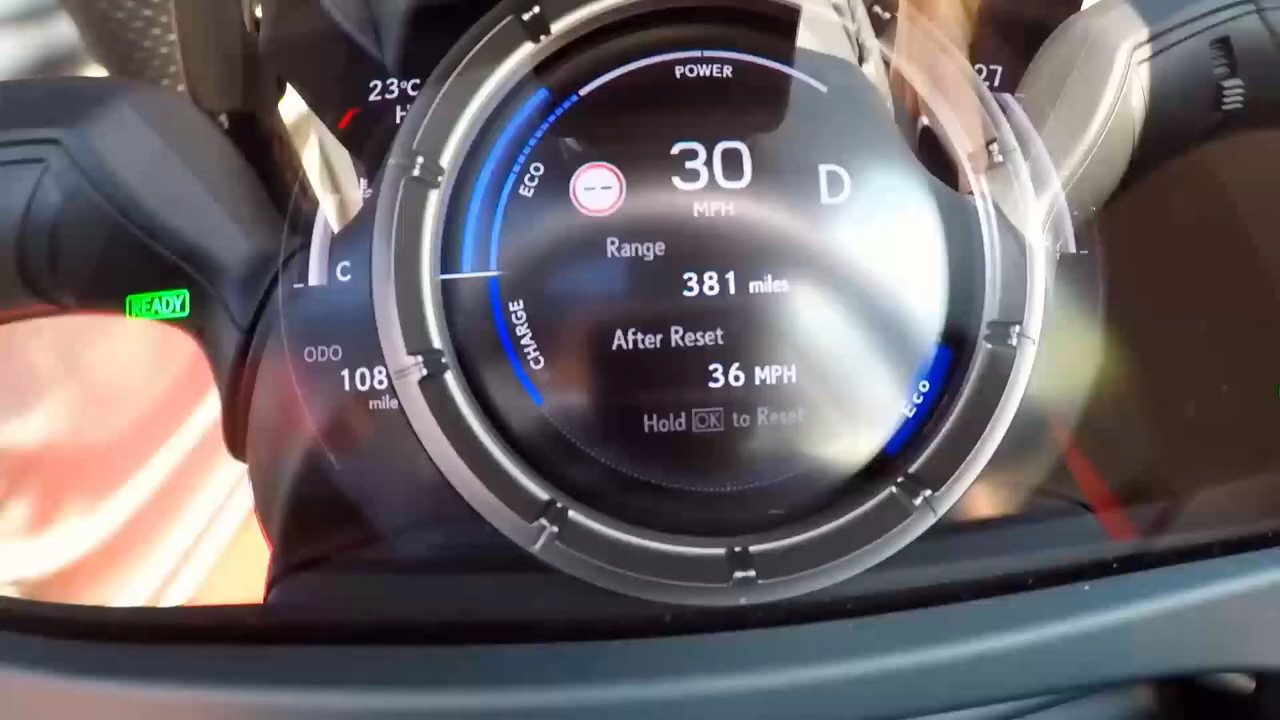 23°C
H
27
POWER
ECO
--
30
MPH
D
Range
381 miles
C
READY
CHARGE
After Reset
36 MPH
ODO
108
mile
Eco
Hold OK to Reset